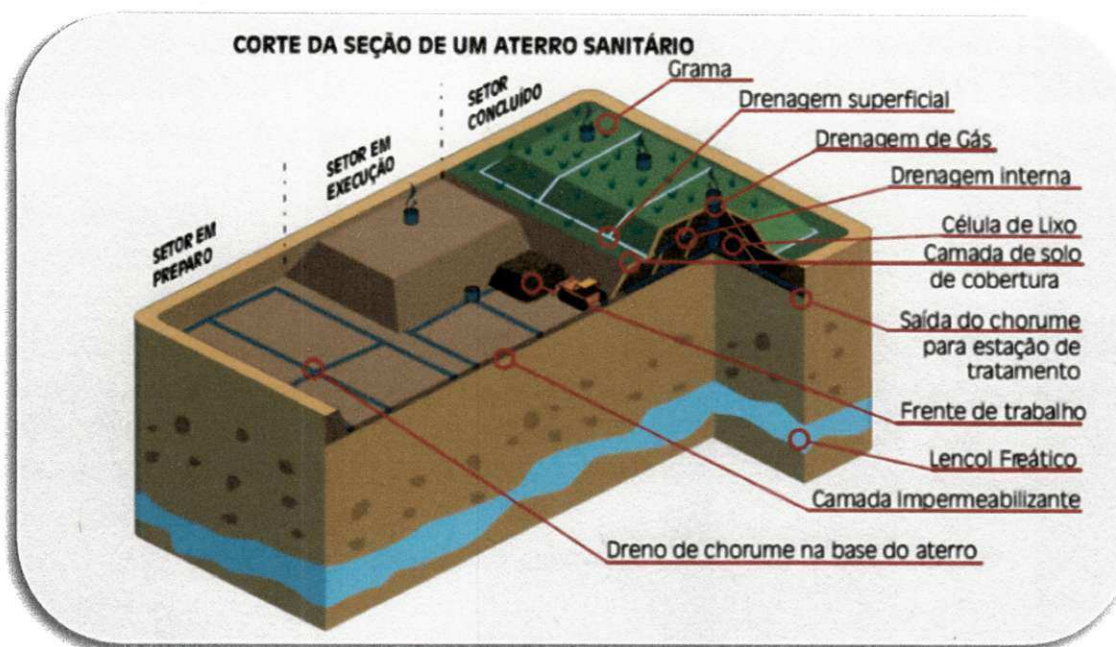 CORTE DA SEÇÃO DE UM ATERRO SANITÁRIO
SETOR EM
PREPARO
SETOR EM
EXECUÇÃO
SETOR
CONCLUÍDO
Grama
Drenagem superficial
Drenagem de Gás
Drenagem interna
Célula de Lixo
Camada de solo
de cobertura
Saída do chorume
para estação de
tratamento
Frente de trabalho
Lencol Freático
Camada Impermeabilizante
Dreno de chorume na base do aterro